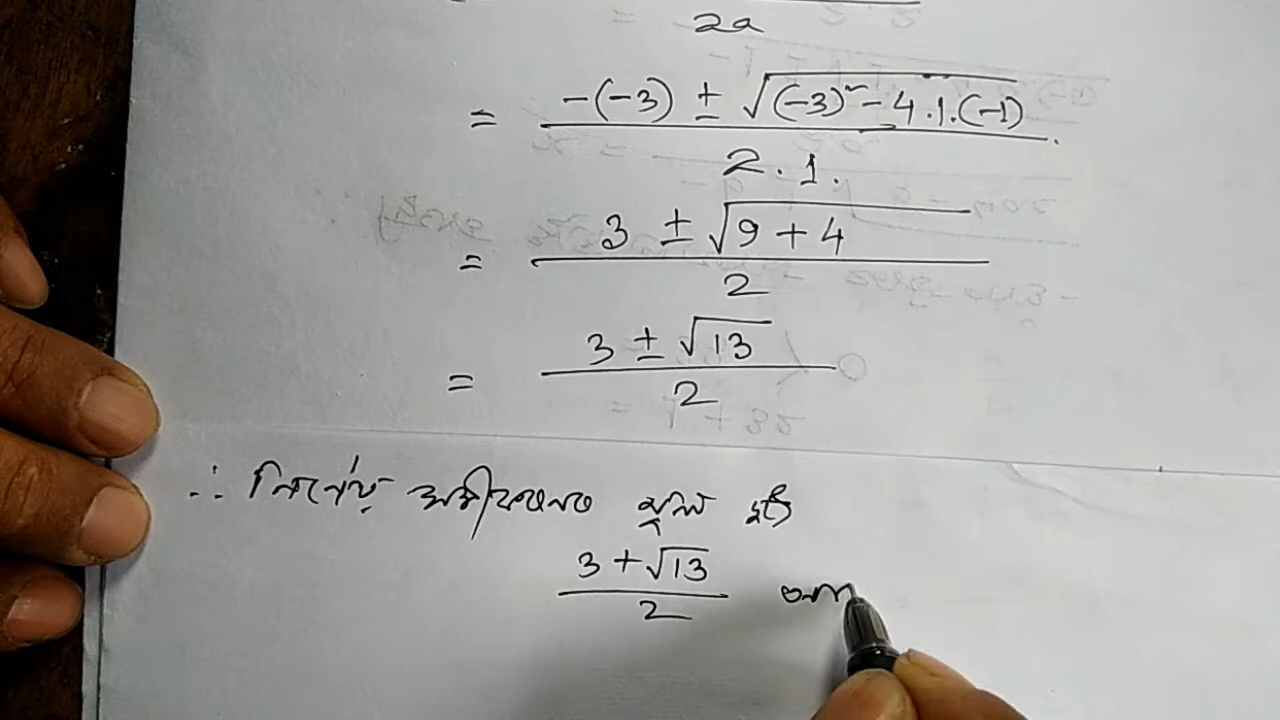 2a
= -(-3) ± √(-3)² - 4.1.(-1) / 2.1.
= 3 ± √9+4 / 2
= 3 ± √13 / 2
∴ নির্ণেয় সমীকরণের মূল দুটি
3 + √13 / 2